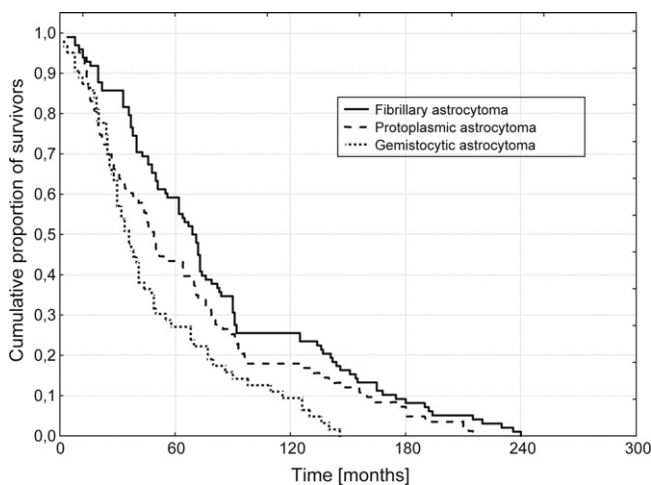 1,0
0,9
0,8
0,7
0,6
0,5
0,4
0,3
0,2
0,1
0,0
Cumulative proportion of survivors
Fibrillary astrocytoma
Protoplasmic astrocytoma
Gemistocytic astrocytoma
0 60 120 180 240 300
Time [months]